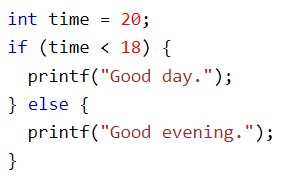 int time = 20;
if (time < 18) {
  printf("Good day.");
} else {
  printf("Good evening.");
}